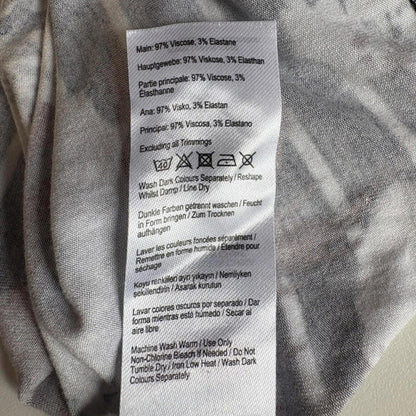 Main: 97% Viscose, 3% Elastane
Hauptgewebe: 97% Viskose, 3% Elasthan
Partie principale: 97% Viscose, 3%
Élasthanne
Ana: 97% Visko, 3% Elastan
Principal: 97% Viscosa, 3% Elastano
Excluding all Trimmings
40
Wash Dark Colours Separately / Reshape
Whilst Damp / Line Dry
Dunkle Farben getrennt waschen / Feucht
in Form bringen / Zum Trocknen
aufhängen
Laver les couleurs foncées séparément /
Remettre en forme humide / Étendre pour
séchage
Koyu renkleri ayrı yıkayın / Nemliyken
şekillendirin / Asarak kurutun
Lavar colores oscuros por separado / Dar
forma mientras está húmedo / Secar al
aire libre
Machine Wash Warm / Use Only
Non-Chlorine Bleach If Needed / Do Not
Tumble Dry / Iron Low Heat / Wash Dark
Colours Separately